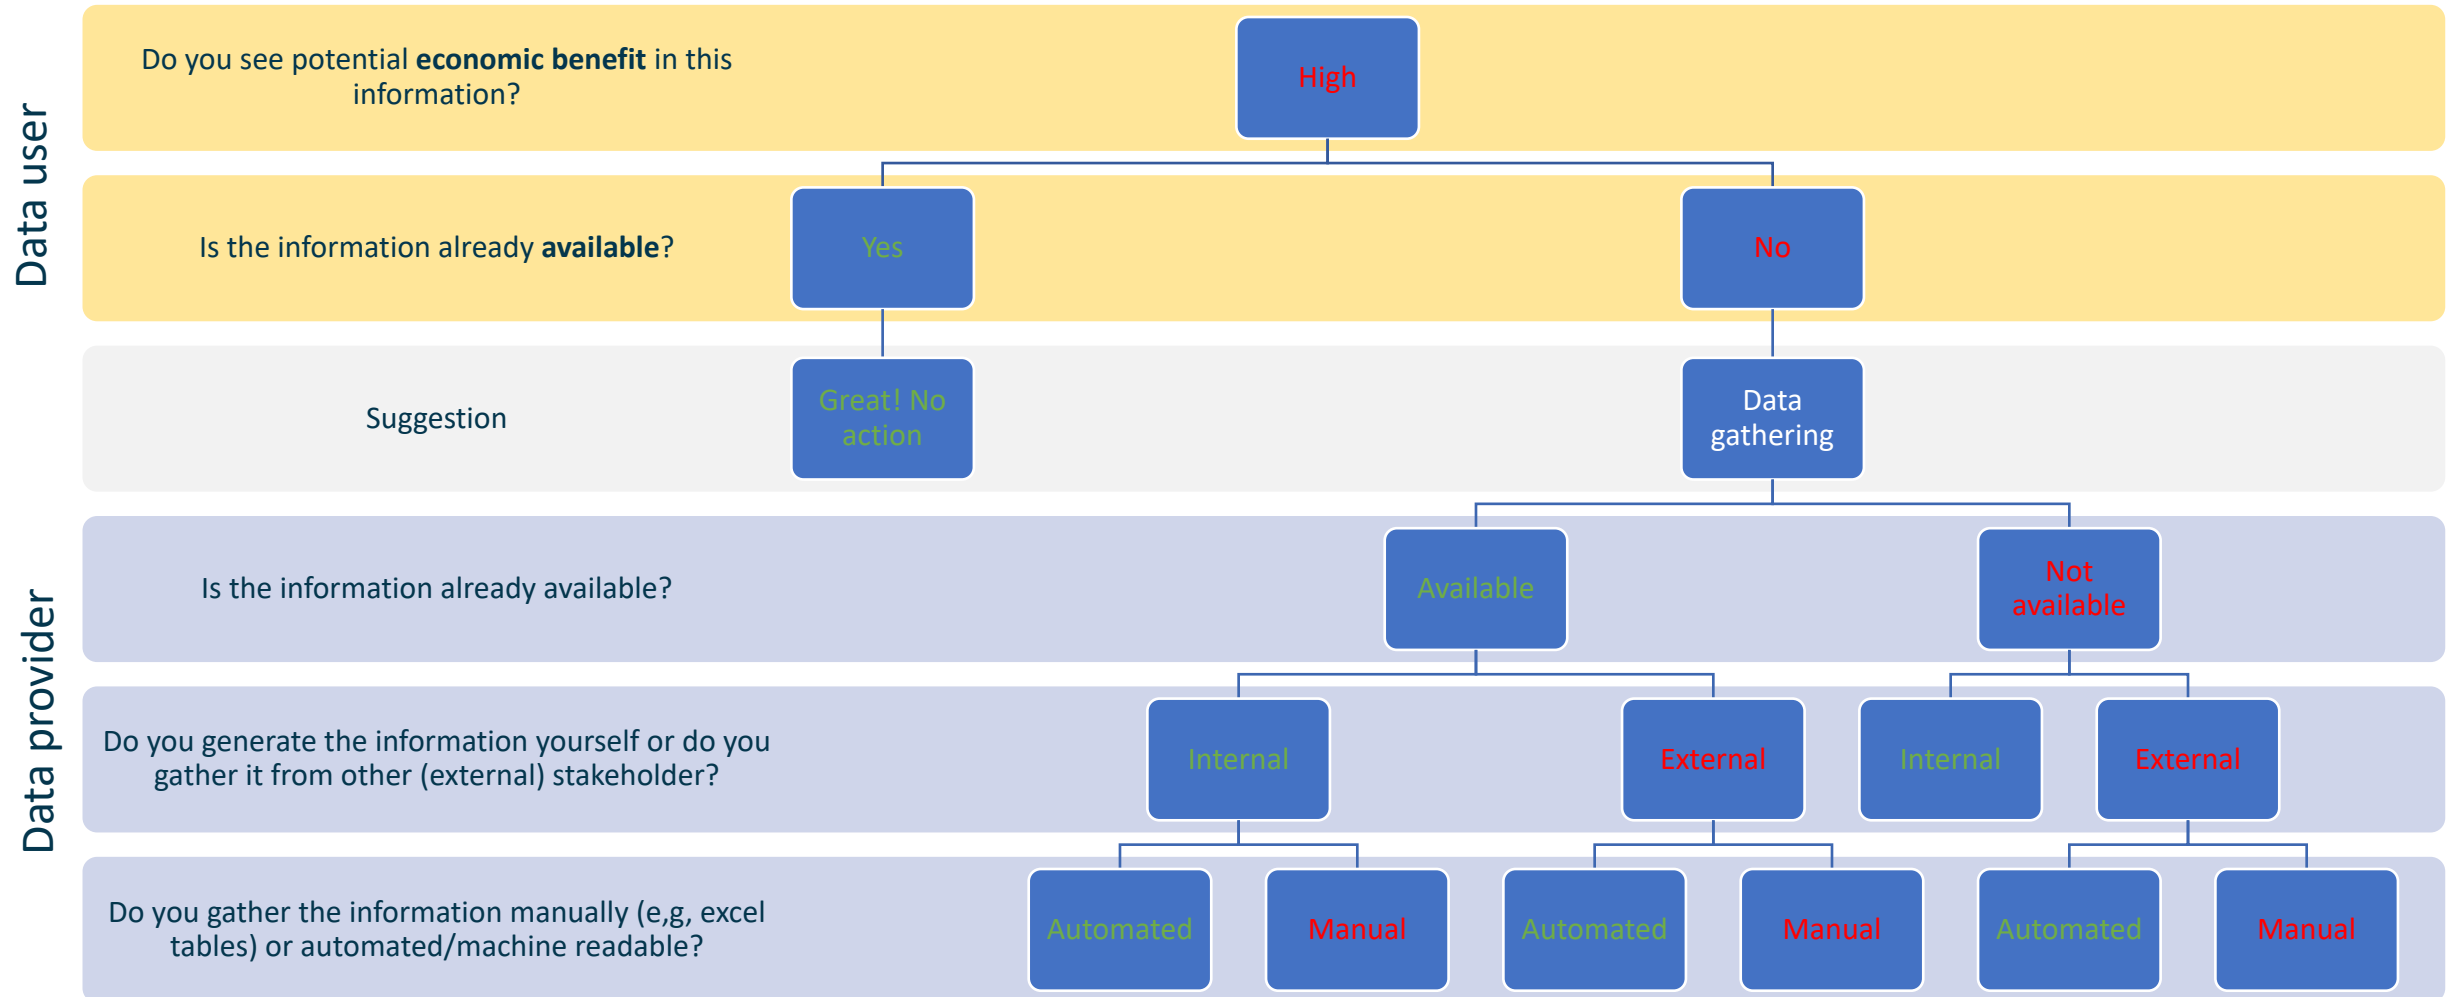 Data user
Do you see potential economic benefit in this
information?
High
Is the information already available?
Yes
No
Suggestion
Great! No
action
Data
gathering
Data provider
Is the information already available?
Available
Not
available
Do you generate the information yourself or do you
gather it from other (external) stakeholder?
Internal
External
Internal
External
Do you gather the information manually (e,g, excel
tables) or automated/machine readable?
Automated
Manual
Automated
Manual
Automated
Manual